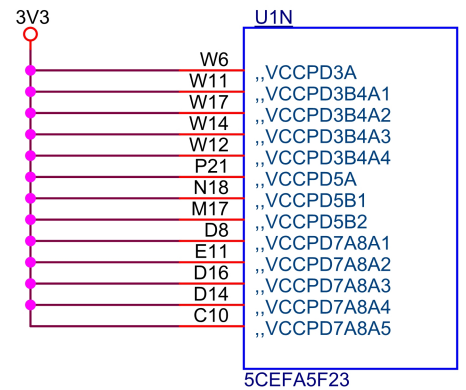 3V3
U1N
W6 ,,VCCPD3A
W11 ,,VCCPD3B4A1
W17 ,,VCCPD3B4A2
W14 ,,VCCPD3B4A3
W12 ,,VCCPD3B4A4
P21 ,,VCCPD5A
N18 ,,VCCPD5B1
M17 ,,VCCPD5B2
D8 ,,VCCPD7A8A1
E11 ,,VCCPD7A8A2
D16 ,,VCCPD7A8A3
D14 ,,VCCPD7A8A4
C10 ,,VCCPD7A8A5
5CEFA5F23